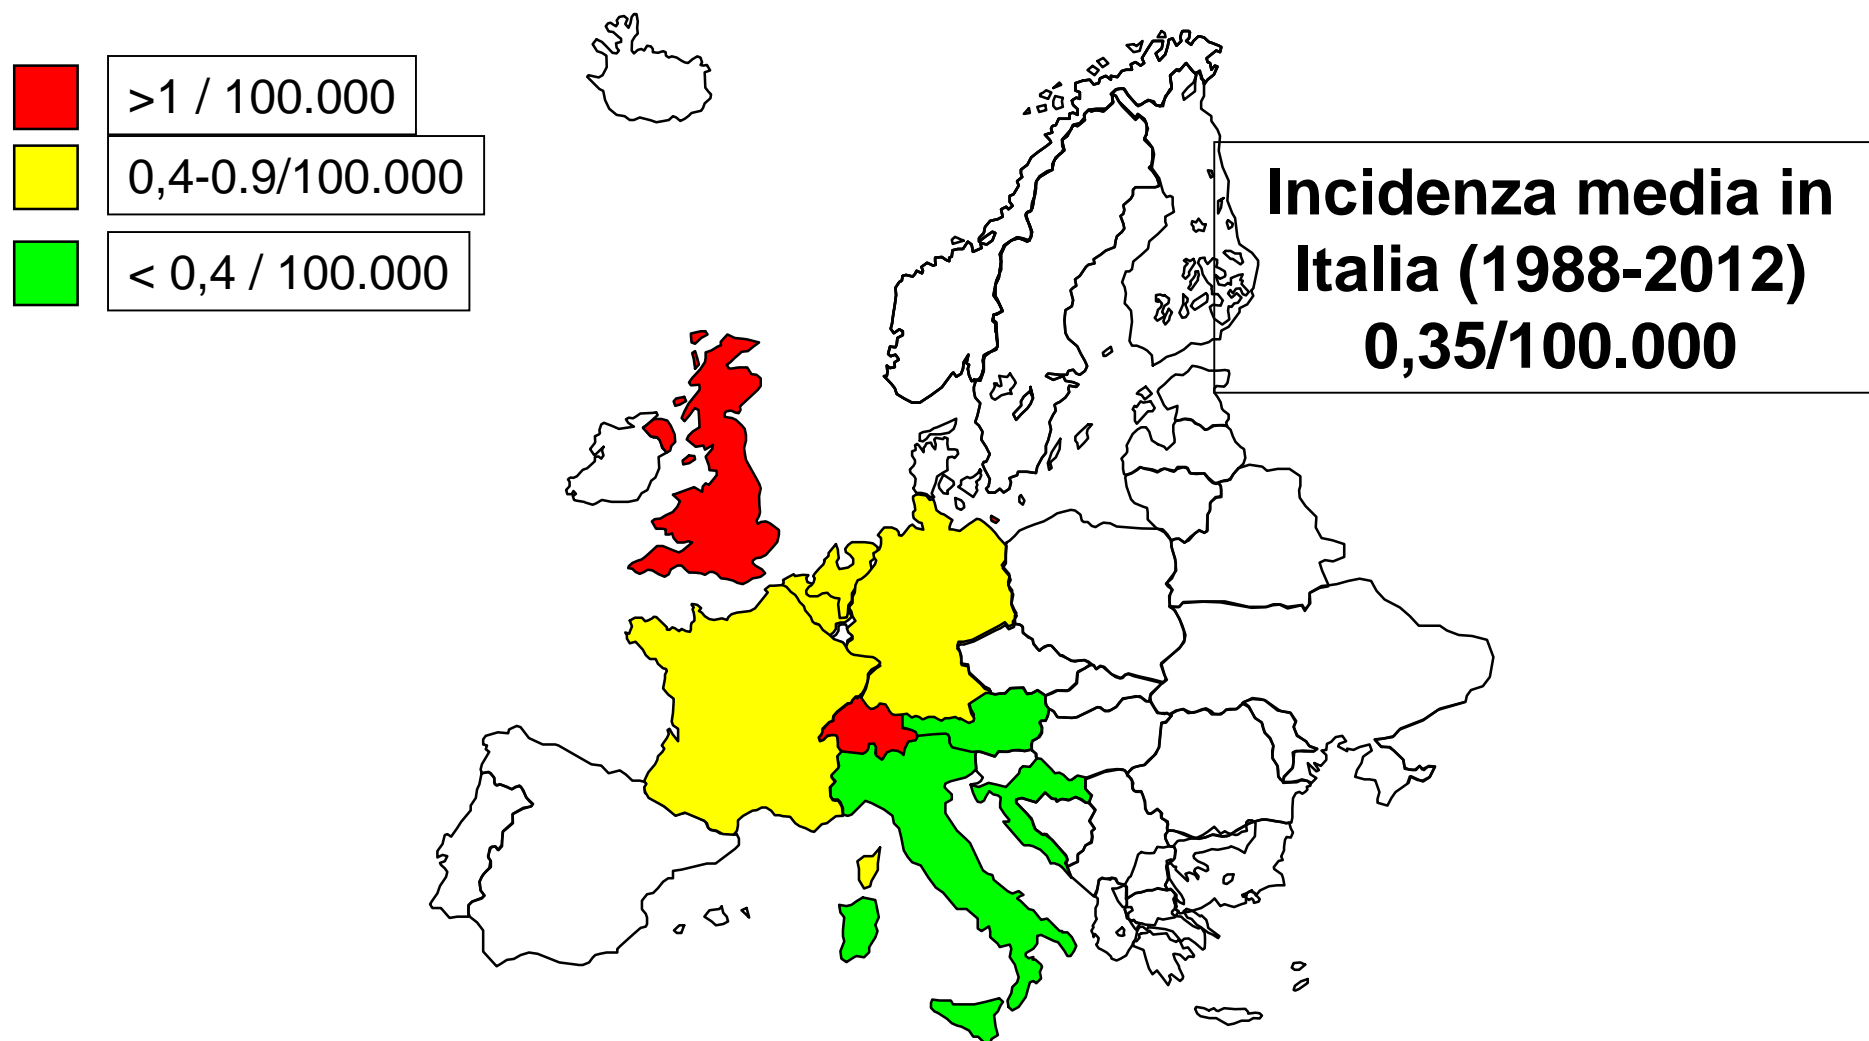 >1 / 100.000
0,4-0.9/100.000
< 0,4 / 100.000
Incidenza media in
Italia (1988-2012)
0,35/100.000